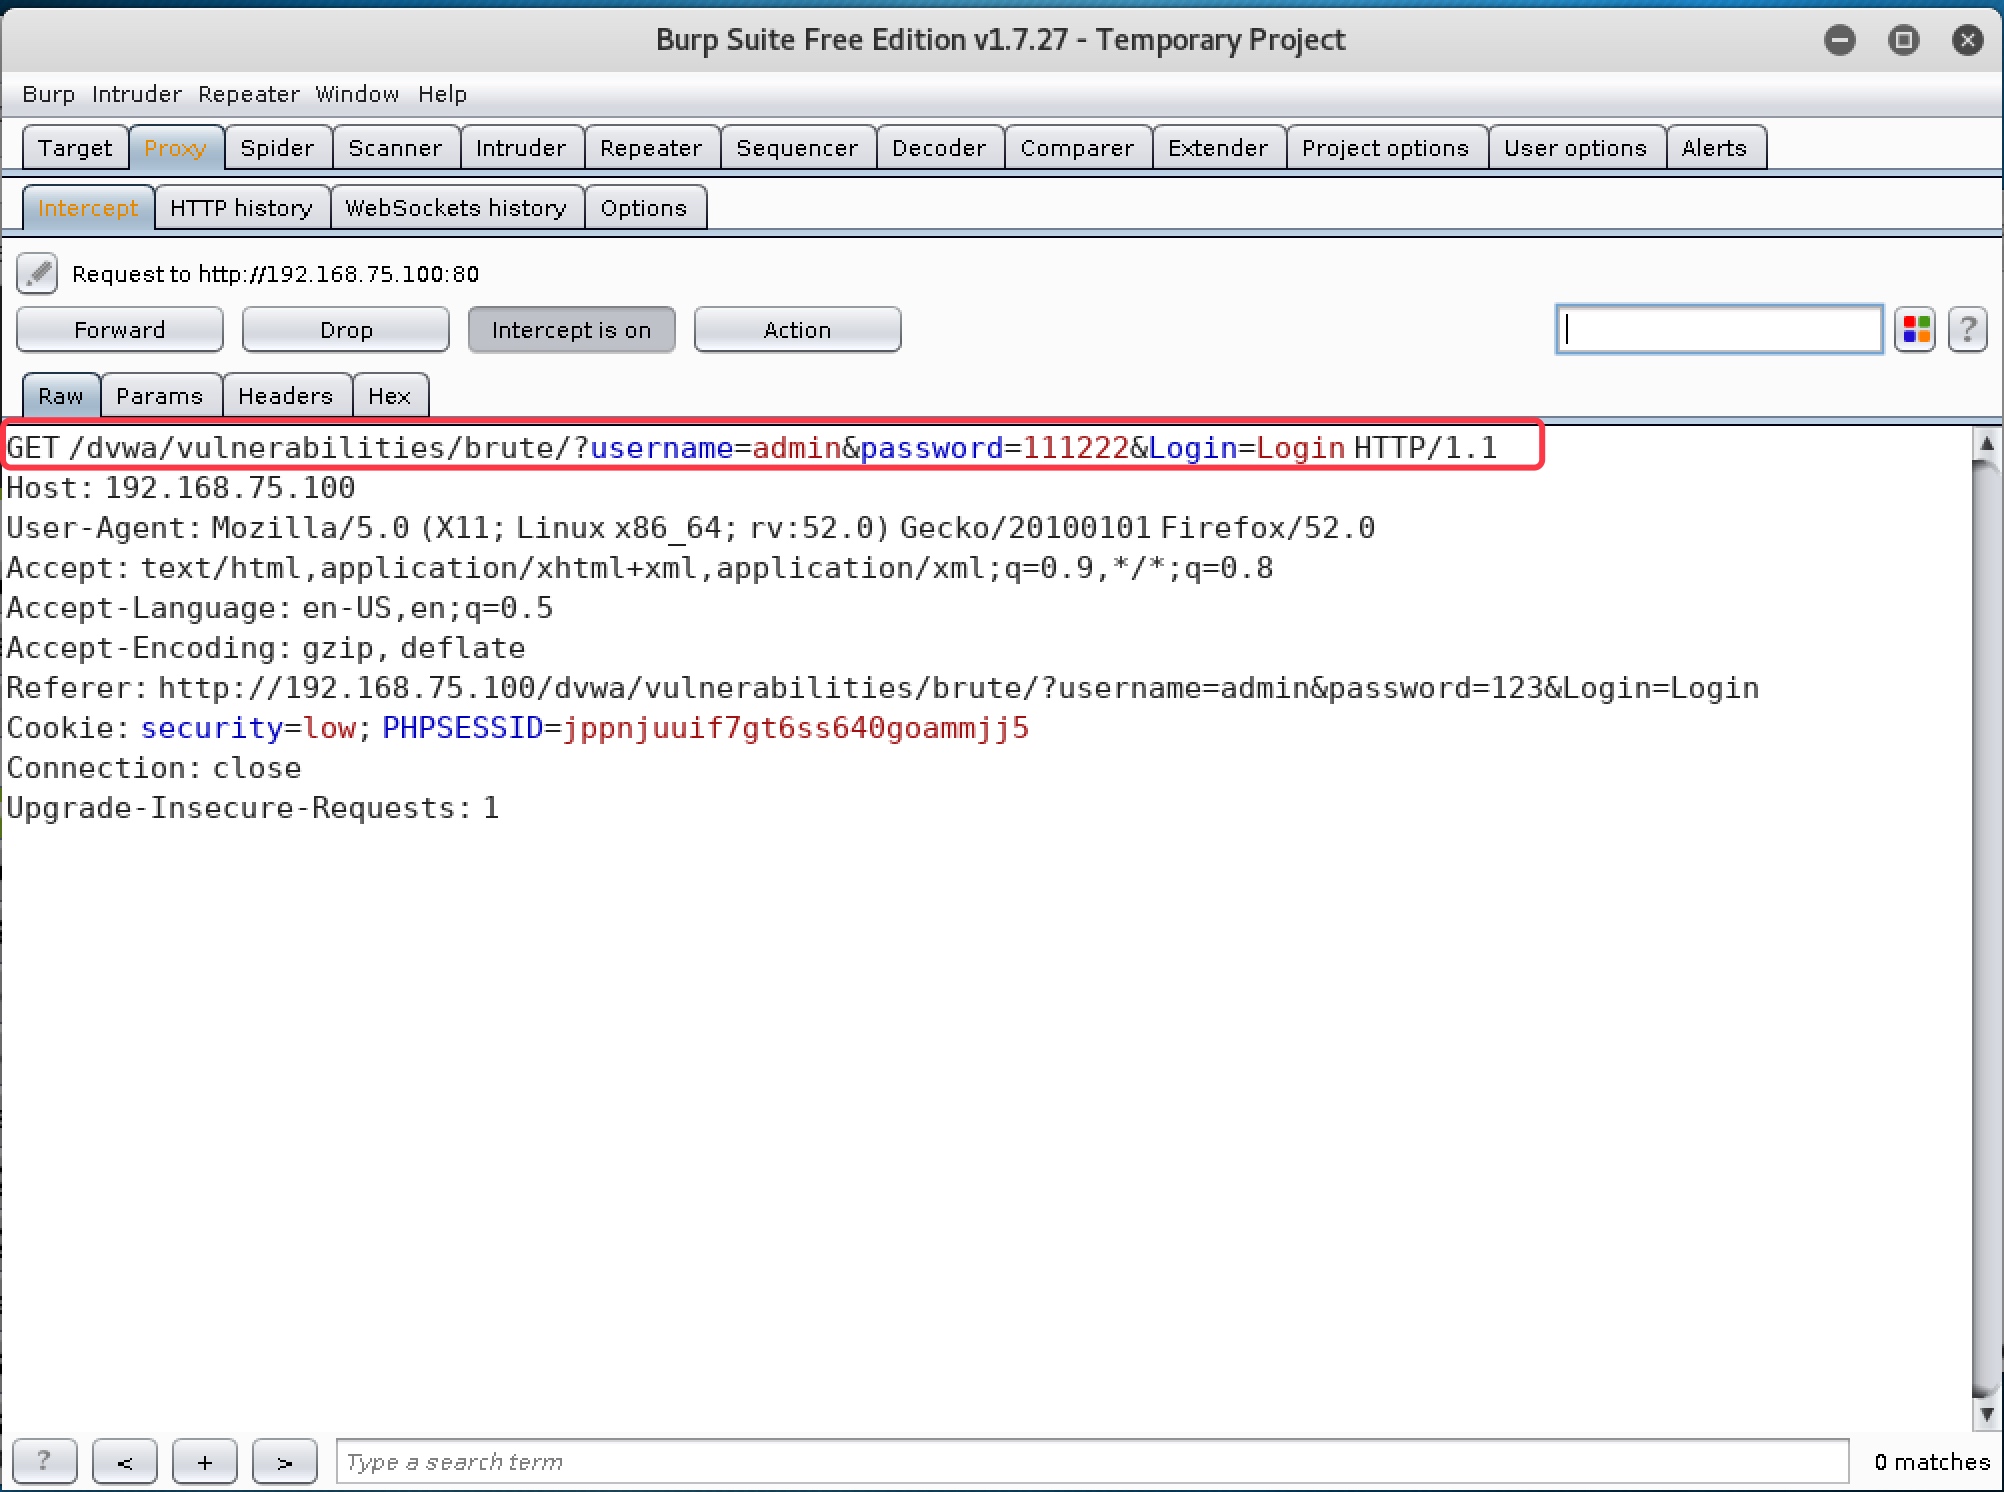 Burp Suite Free Edition v1.7.27 - Temporary Project
Burp Intruder Repeater Window Help
Target Proxy Spider Scanner Intruder Repeater Sequencer Decoder Comparer Extender Project options User options Alerts
Intercept HTTP history WebSockets history Options
Request to http://192.168.75.100:80
Forward Drop Intercept is on Action ?
Raw Params Headers Hex
GET /dvwa/vulnerabilities/brute/?username=admin&password=111222&Login=Login HTTP/1.1
Host: 192.168.75.100
User-Agent: Mozilla/5.0 (X11; Linux x86_64; rv:52.0) Gecko/20100101 Firefox/52.0
Accept: text/html,application/xhtml+xml,application/xml;q=0.9,*/*;q=0.8
Accept-Language: en-US,en;q=0.5
Accept-Encoding: gzip, deflate
Referer: http://192.168.75.100/dvwa/vulnerabilities/brute/?username=admin&password=123&Login=Login
Cookie: security=low; PHPSESSID=jppnjuuif7gt6ss640goammjj5
Connection: close
Upgrade-Insecure-Requests: 1
? < + > Type a search term 0 matches